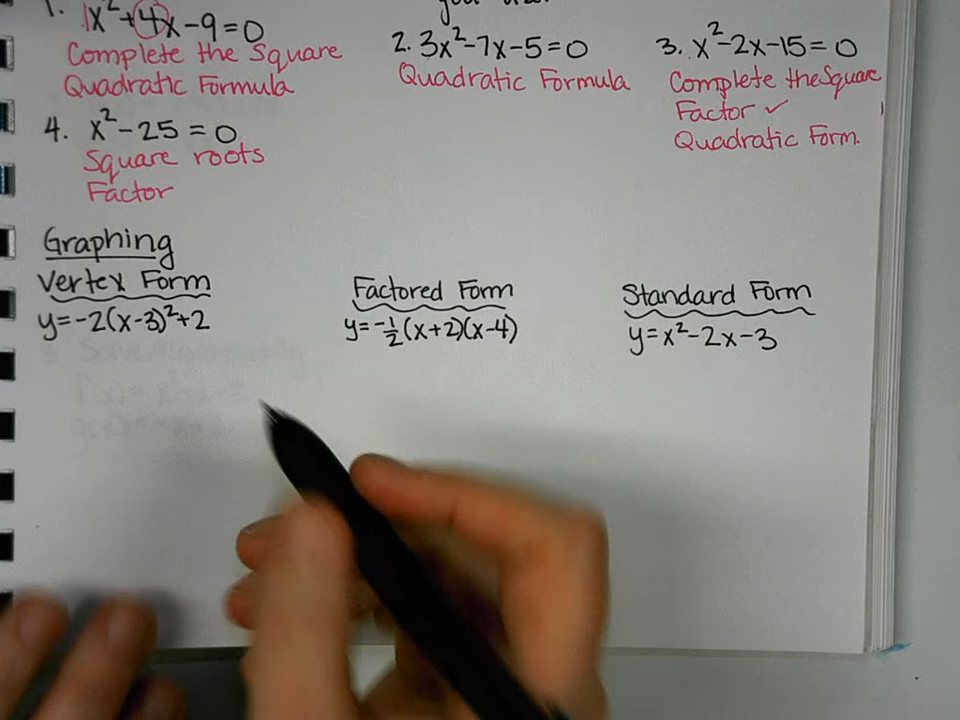 1. 1x²+4x-9=0
Complete the Square
Quadratic Formula
2. 3x²-7x-5=0
Quadratic Formula
3. x²-2x-15=0
Complete the Square
Factor ✓
Quadratic Form.
4. x²-25=0
Square roots
Factor
Graphing
Vertex Form
y=-2(x-3)²+2
Factored Form
y=-½(x+2)(x-4)
Standard Form
y=x²-2x-3